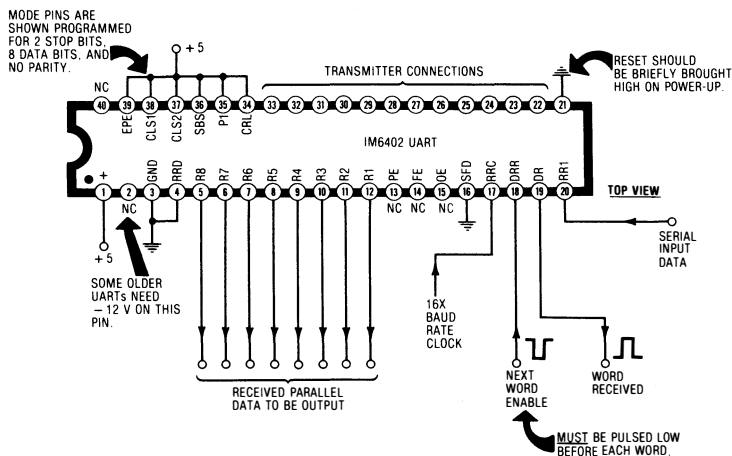 MODE PINS ARE
SHOWN PROGRAMMED
FOR 2 STOP BITS,
8 DATA BITS, AND
NO PARITY.
+ 5
TRANSMITTER CONNECTIONS
RESET SHOULD
BE BRIEFLY BROUGHT
HIGH ON POWER-UP.
NC
40 39 38 37 36 35 34 33 32 31 30 29 28 27 26 25 24 23 22 21
EPE CLS1 CLS2 SBS P1 CRL
IM6402 UART
+ GND RRD R8 R7 R6 R5 R4 R3 R2 R1 PE FE OE SFD RRC DRR DR RR1
1 2 3 4 5 6 7 8 9 10 11 12 13 14 15 16 17 18 19 20
TOP VIEW
NC NC NC NC
+ 5
SERIAL
INPUT
DATA
SOME OLDER
UARTs NEED
– 12 V ON THIS
PIN.
16X
BAUD
RATE
CLOCK
RECEIVED PARALLEL
DATA TO BE OUTPUT
NEXT
WORD
ENABLE
WORD
RECEIVED
MUST BE PULSED LOW
BEFORE EACH WORD.